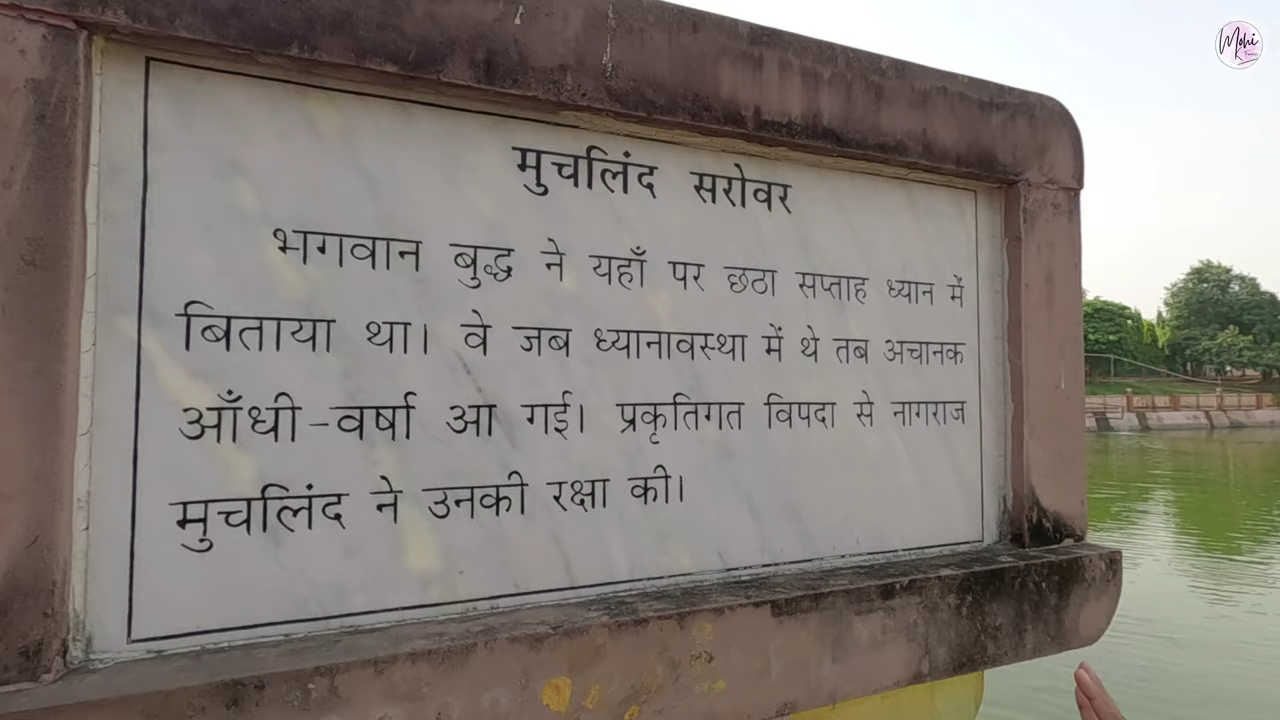 मुचलिंद सरोवर
भगवान बुद्ध ने यहाँ पर छठा सप्ताह ध्यान में
बिताया था। वे जब ध्यानावस्था में थे तब अचानक
आँधी-वर्षा आ गई। प्रकृतिगत विपदा से नागराज
मुचलिंद ने उनकी रक्षा की।
Mohi